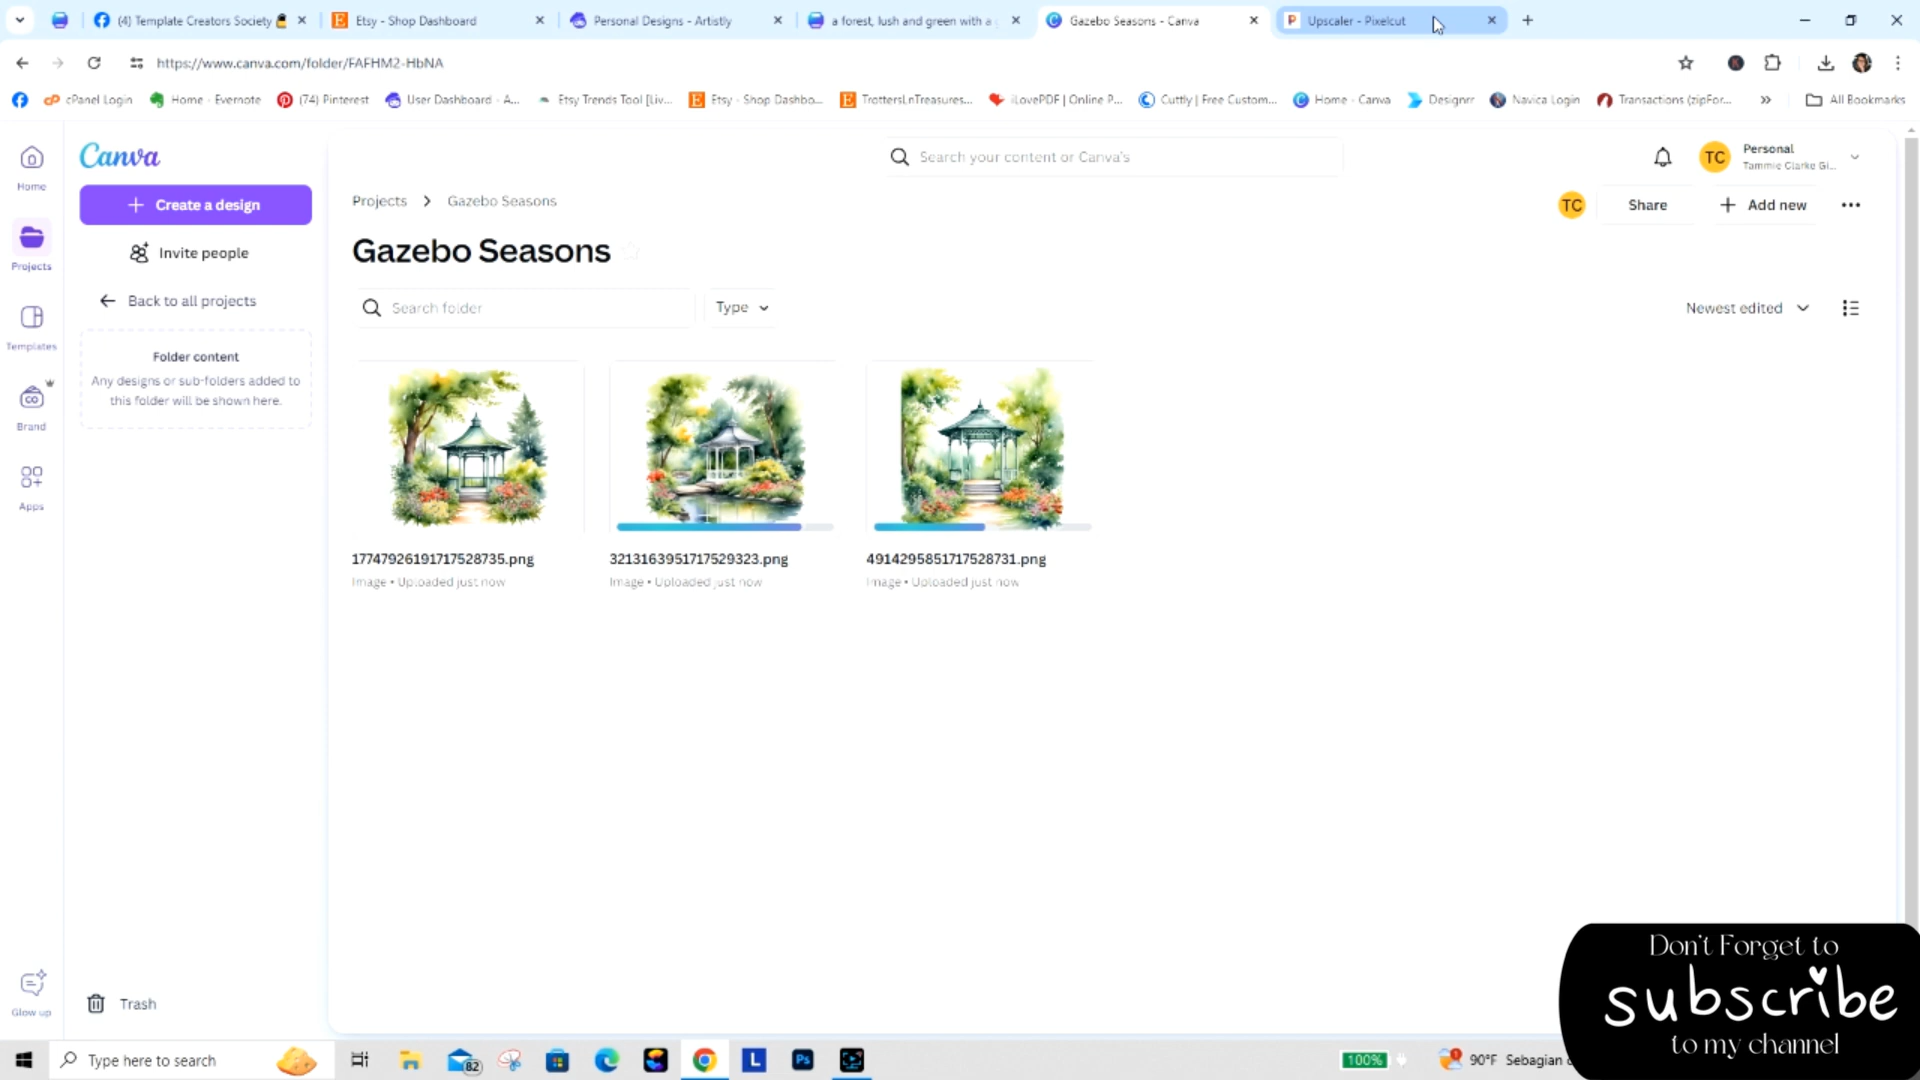 (4) Template Creators Society
Etsy - Shop Dashboard
Personal Designs - Artistly
a forest, lush and green with a
Gazebo Seasons - Canva
Upscaler - Pixelcut
https://www.canva.com/folder/FAFHM2-HbNA
cPanel Login
Home - Evernote
(74) Pinterest
User Dashboard - A...
Etsy Trends Tool [Liv...
Etsy - Shop Dashbo...
TrottersLnTreasures...
iLovePDF | Online P...
Cuttly | Free Custom...
Home - Canva
Designrr
Navica Login
Transactions (zipFor...
All Bookmarks
Home
Projects
Templates
Brand
Apps
Glow up
Canva
Create a design
Invite people
Back to all projects
Folder content
Any designs or sub-folders added to
this folder will be shown here.
Trash
Search your content or Canva's
TC
Personal
Tammie Clarke Gi...
Projects > Gazebo Seasons
TC
Share
Add new
Gazebo Seasons
Search folder
Type
Newest edited
17747926191717528735.png
Image • Uploaded just now
3213163951717529323.png
Image • Uploaded just now
4914295851717528731.png
Image • Uploaded just now
Don't Forget to
subscribe
to my channel
Type here to search
82
L
Ps
100%
90°F Sebagian